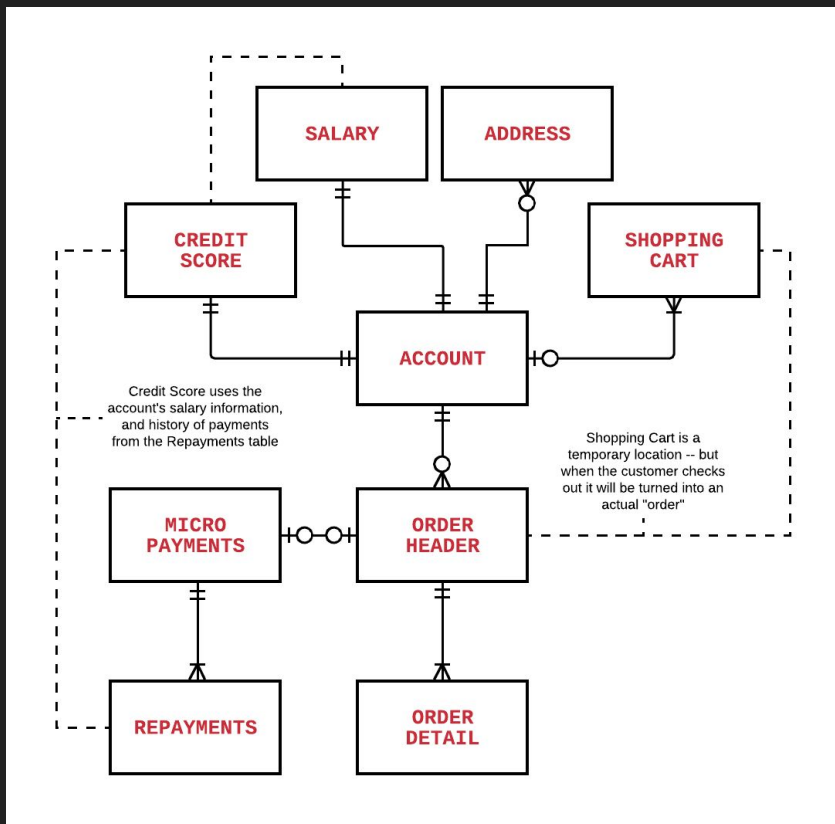 SALARY
ADDRESS
CREDIT
SCORE
SHOPPING
CART
ACCOUNT
Credit Score uses the
account's salary information,
and history of payments
from the Repayments table
Shopping Cart is a
temporary location -- but
when the customer checks
out it will be turned into an
actual "order"
MICRO
PAYMENTS
ORDER
HEADER
REPAYMENTS
ORDER
DETAIL